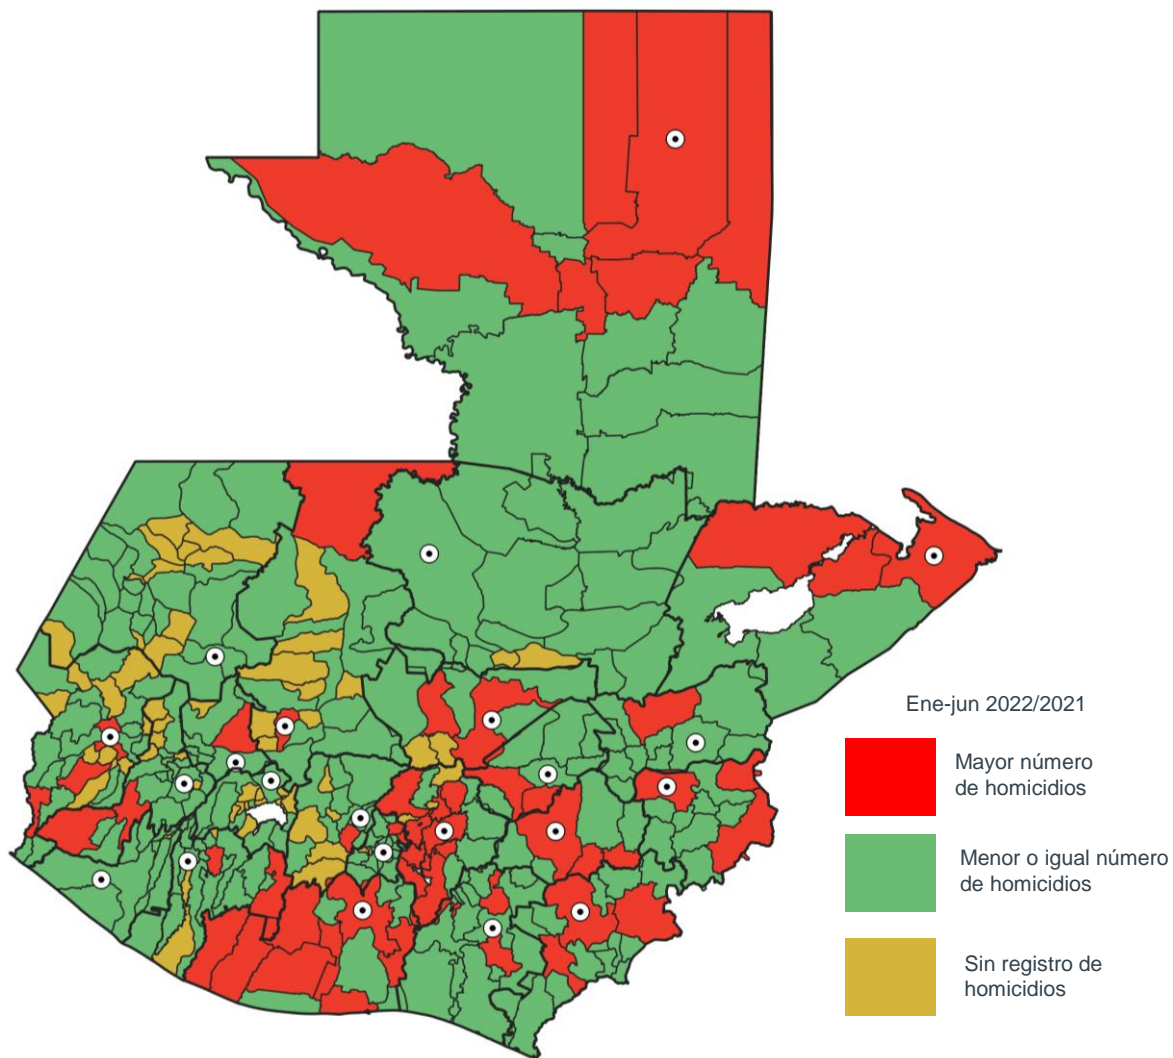 Ene-jun 2022/2021
Mayor número
de homicidios
Menor o igual número
de homicidios
Sin registro de
homicidios